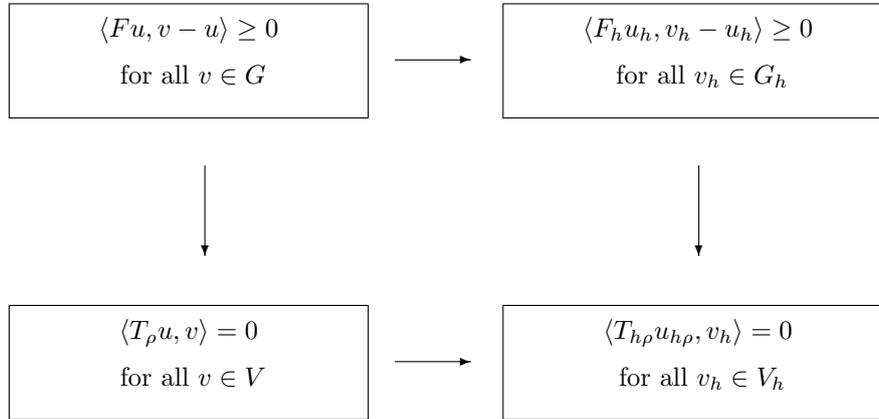 ⟨Fu, v − u⟩ ≥ 0
for all v ∈ G
⟨F_h u_h, v_h − u_h⟩ ≥ 0
for all v_h ∈ G_h
⟨T_ρ u, v⟩ = 0
for all v ∈ V
⟨T_{hρ} u_{hρ}, v_h⟩ = 0
for all v_h ∈ V_h